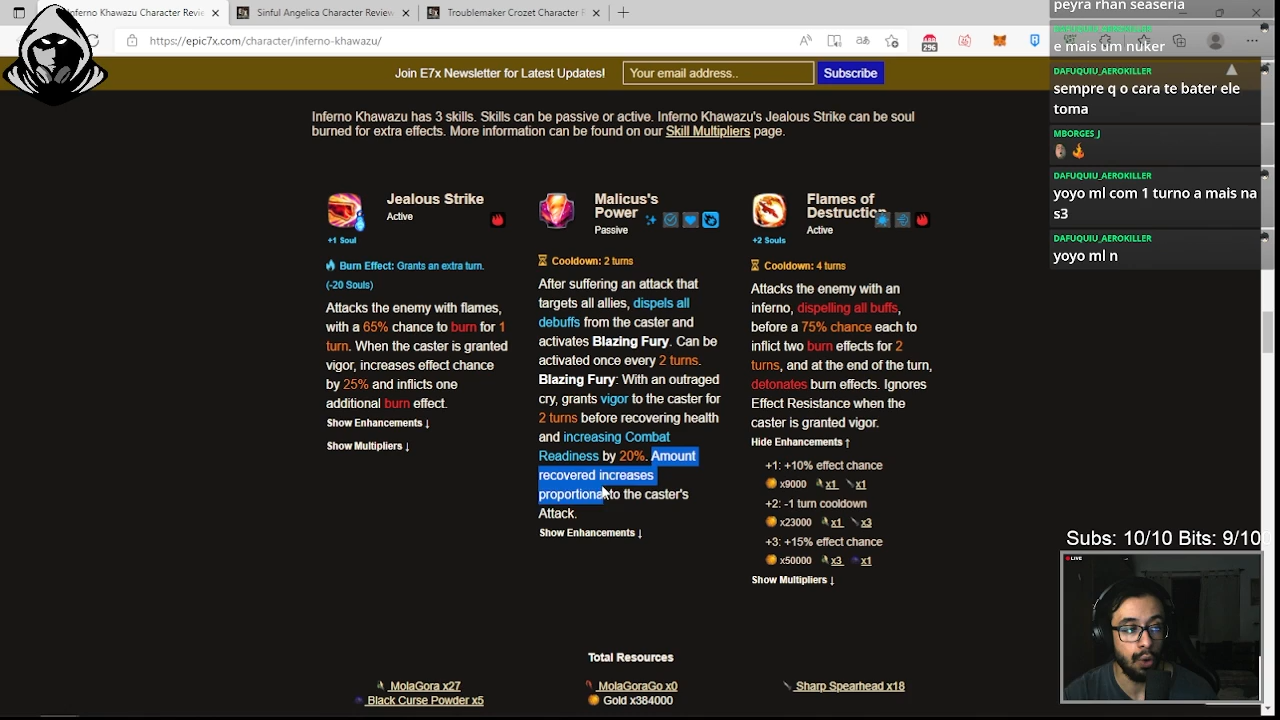 Inferno Khawazu Character Revie
Sinful Angelica Character Review
Troublemaker Crozet Character
https://epic7x.com/character/inferno-khawazu/
296
Join E7x Newsletter for Latest Updates!
Your email address..
Subscribe
Inferno Khawazu has 3 skills. Skills can be passive or active. Inferno Khawazu's Jealous Strike can be soul
burned for extra effects. More information can be found on our Skill Multipliers page.
Jealous Strike
Active
+1 Soul
Burn Effect: Grants an extra turn.
(-20 Souls)
Attacks the enemy with flames,
with a 65% chance to burn for 1
turn. When the caster is granted
vigor, increases effect chance
by 25% and inflicts one
additional burn effect.
Show Enhancements ↓
Show Multipliers ↓
Malicus's
Power
Passive
Cooldown: 2 turns
After suffering an attack that
targets all allies, dispels all
debuffs from the caster and
activates Blazing Fury. Can be
activated once every 2 turns.
Blazing Fury: With an outraged
cry, grants vigor to the caster for
2 turns before recovering health
and increasing Combat
Readiness by 20%. Amount
recovered increases
proportional to the caster's
Attack.
Show Enhancements ↓
Flames of
Destruction
+2 Souls
Active
Cooldown: 4 turns
Attacks the enemy with an
inferno, dispelling all buffs,
before a 75% chance each to
inflict two burn effects for 2
turns, and at the end of the turn,
detonates burn effects. Ignores
Effect Resistance when the
caster is granted vigor.
Hide Enhancements ↑
+1: +10% effect chance
x9000 x1 x1
+2: -1 turn cooldown
x23000 x1 x3
+3: +15% effect chance
x50000 x3 x1
Show Multipliers ↓
Total Resources
MolaGora x27
MolaGoraGo x0
Sharp Spearhead x18
Black Curse Powder x5
Gold x384000
peyra rhan seaseria
DAFUQUIU_AEROKILLER
e mais um nuker
DAFUQUIU_AEROKILLER
sempre q o cara te bater ele
toma
MBORGES J
DAFUQUIU_AEROKILLER
yoyo ml com 1 turno a mais na
s3
DAFUQUIU_AEROKILLER
yoyo ml n
Subs: 10/10 Bits: 9/100
LIVE